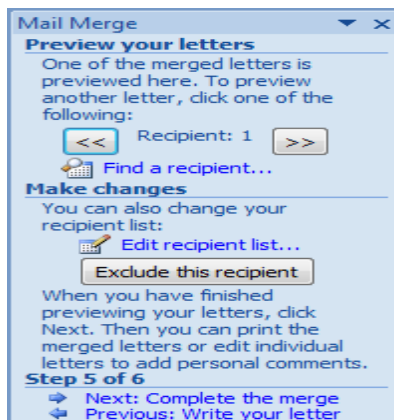 Mail Merge
Preview your letters
One of the merged letters is
previewed here. To preview
another letter, click one of the
following:
<< Recipient: 1 >>
Find a recipient...
Make changes
You can also change your
recipient list:
Edit recipient list...
Exclude this recipient
When you have finished
previewing your letters, click
Next. Then you can print the
merged letters or edit individual
letters to add personal comments.
Step 5 of 6
Next: Complete the merge
Previous: Write your letter